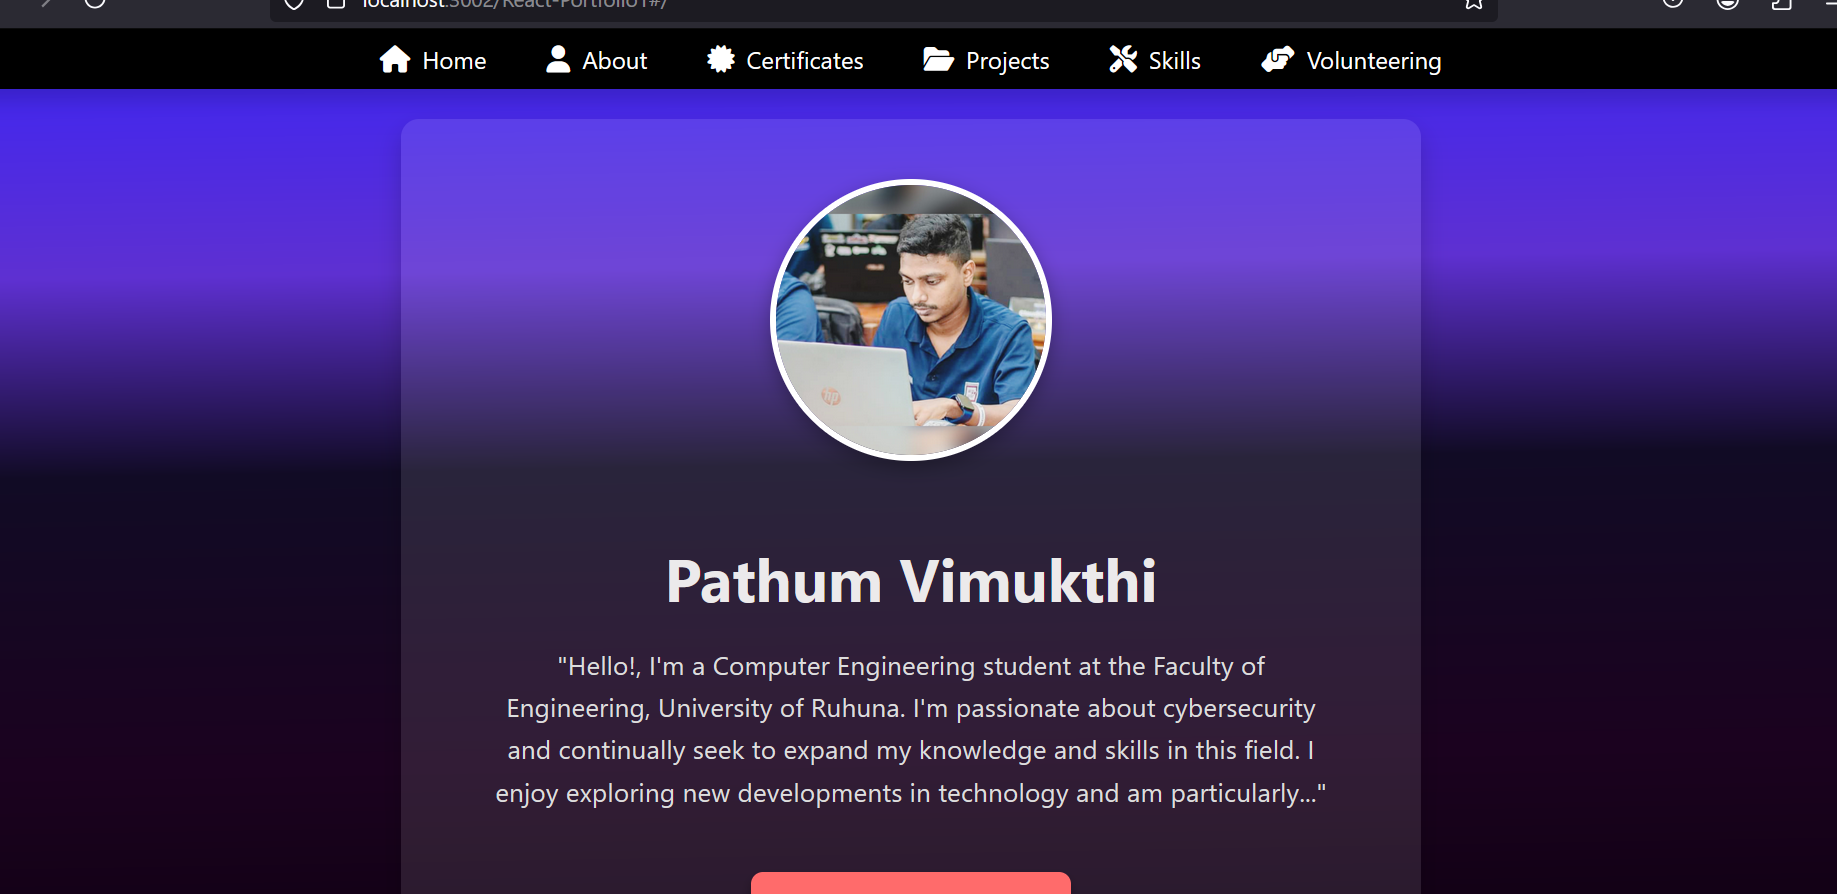 localhost:3002/React-Portfolio1#/
Home About Certificates Projects Skills Volunteering
hp
Pathum Vimukthi
"Hello!, I'm a Computer Engineering student at the Faculty of
Engineering, University of Ruhuna. I'm passionate about cybersecurity
and continually seek to expand my knowledge and skills in this field. I
enjoy exploring new developments in technology and am particularly..."